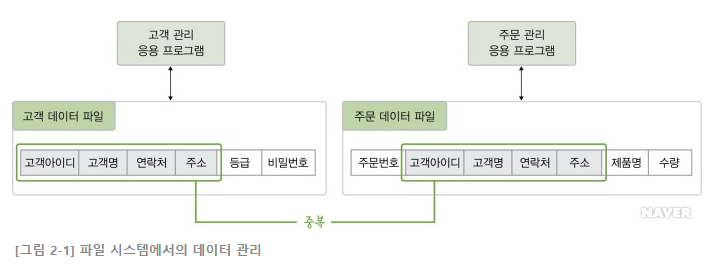 고객 관리
응용 프로그램
주문 관리
응용 프로그램
고객 데이터 파일
주문 데이터 파일
고객아이디 고객명 연락처 주소 등급 비밀번호
주문번호 고객아이디 고객명 연락처 주소 제품명 수량
중복
NAVER
[그림 2-1] 파일 시스템에서의 데이터 관리